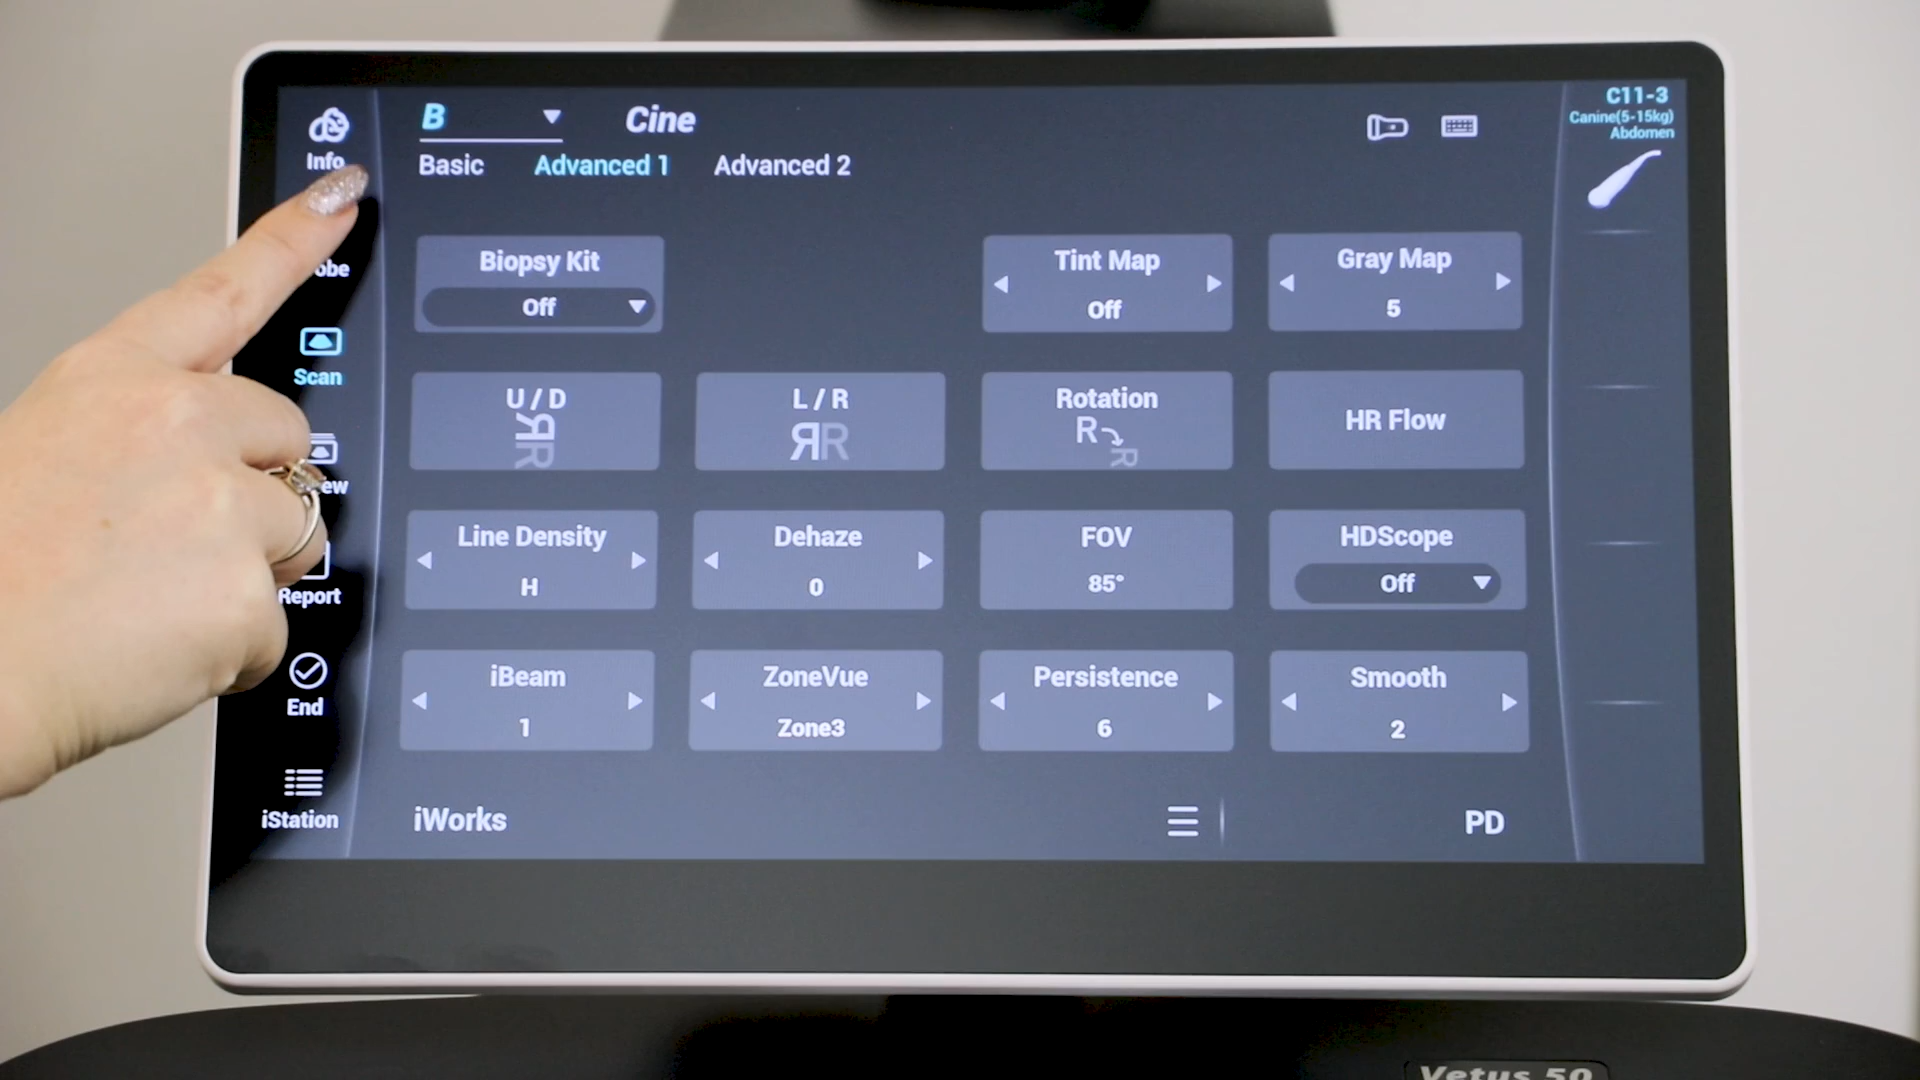 B
Cine
C11-3
Canine(5-15kg)
Abdomen
Info
Basic
Advanced 1
Advanced 2
Biopsy Kit
Off
Tint Map
Off
Gray Map
5
Scan
U / D
L / R
R R
Rotation
R
R
HR Flow
Line Density
H
Dehaze
0
FOV
85°
HDScope
Off
Report
iBeam
1
ZoneVue
Zone3
Persistence
6
Smooth
2
End
iStation
iWorks
PD
Vetus 50